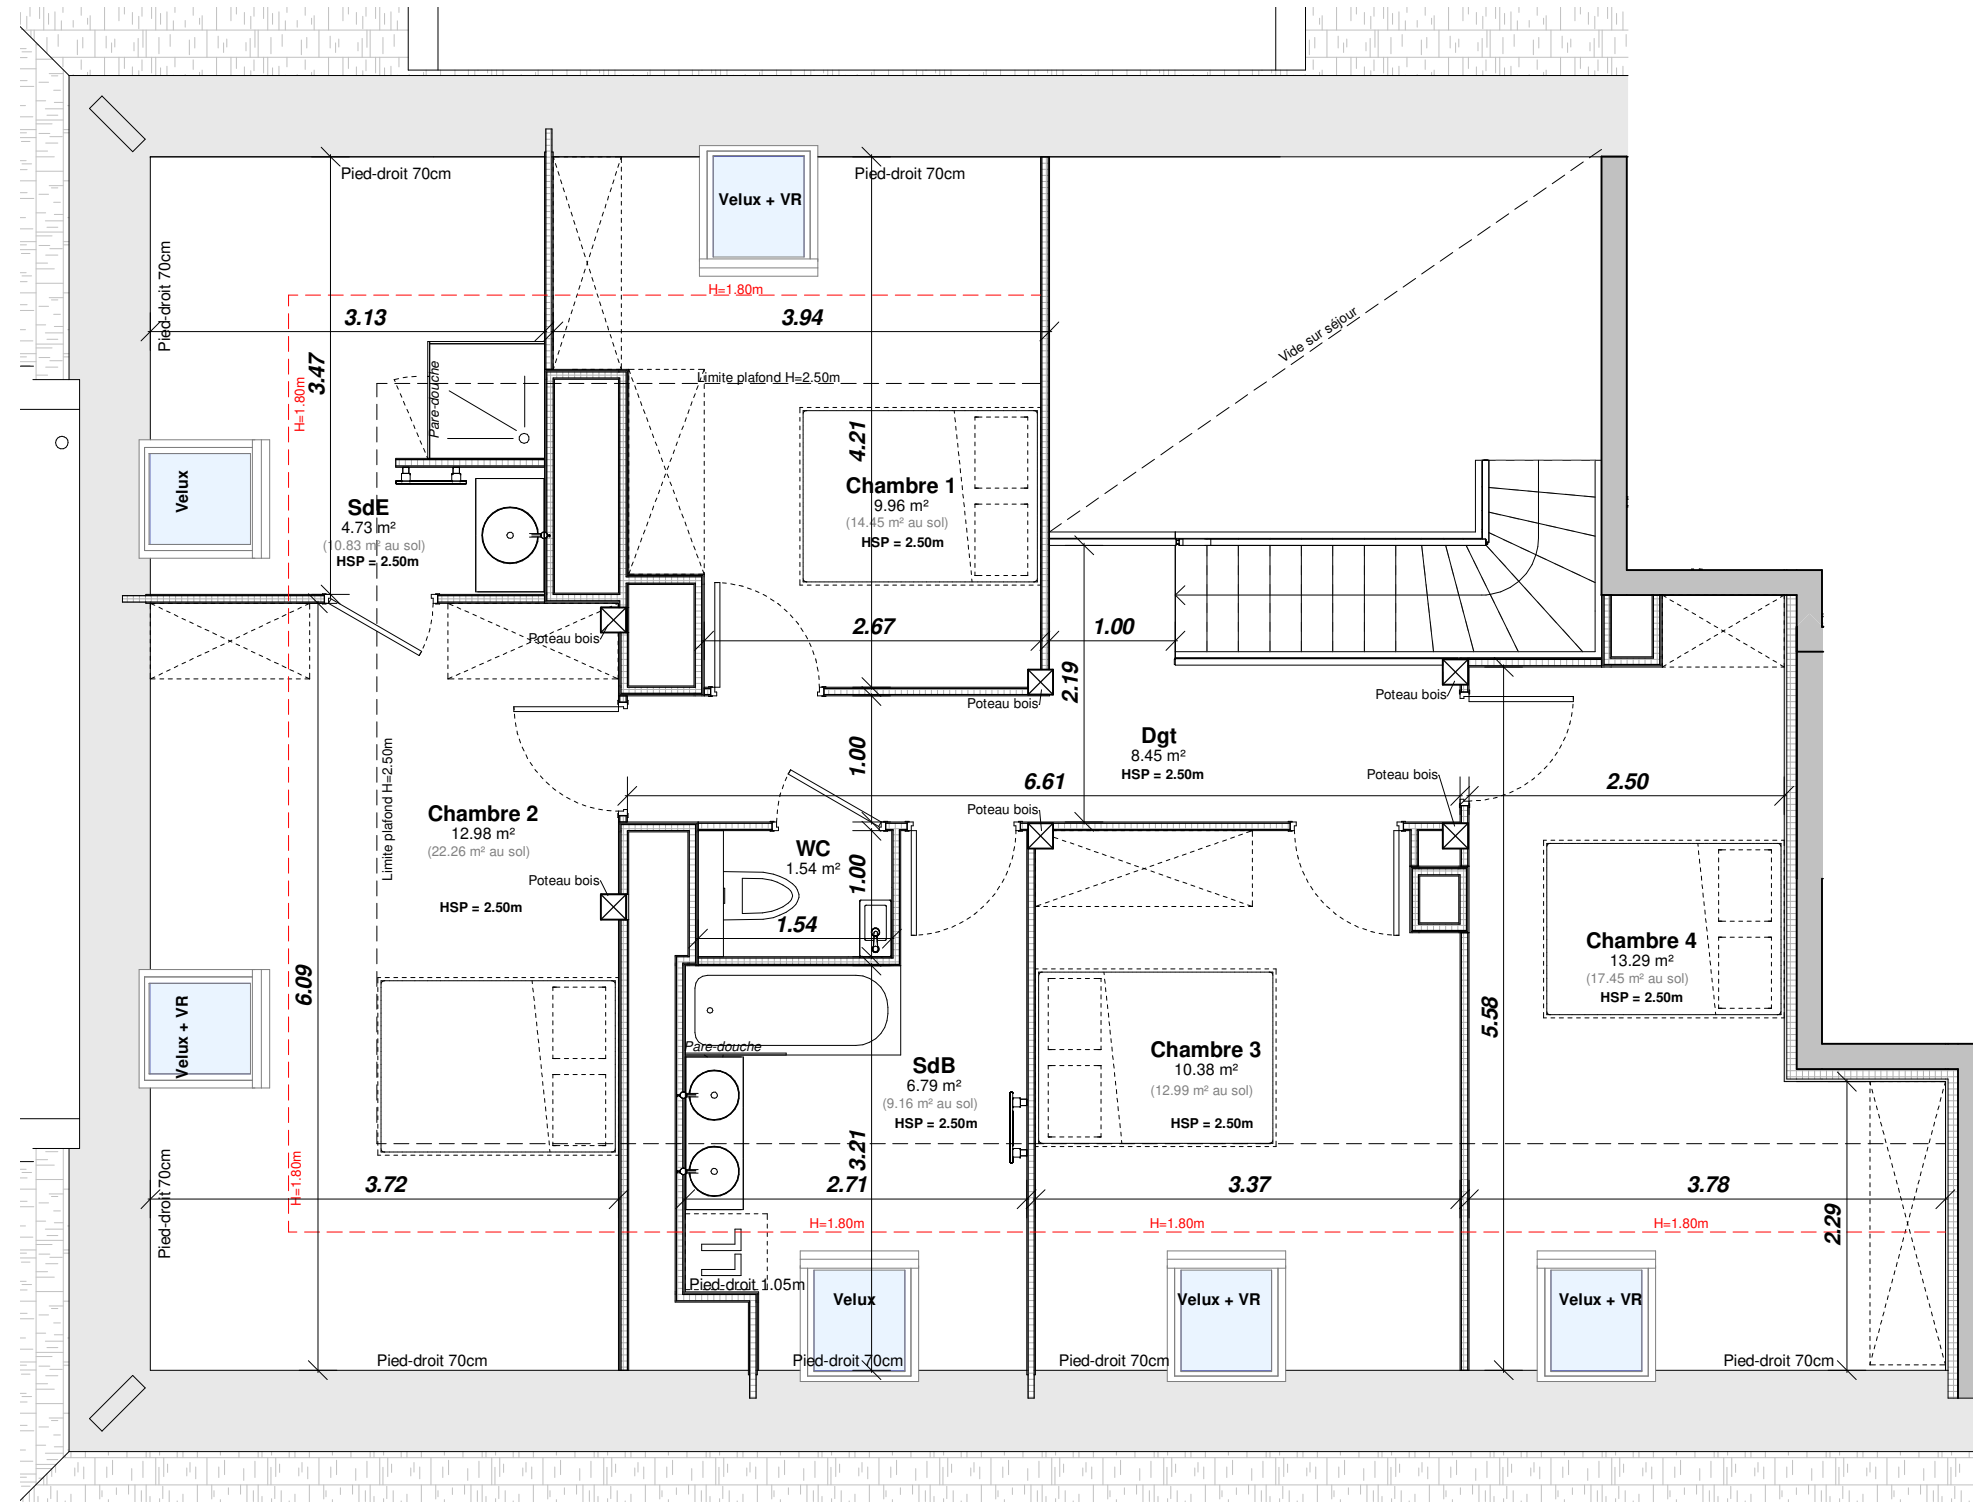 Pied-droit 70cm
Pied-droit 70cm
Velux + VR
Pied-droit 70cm
H=1.80m
3.13
3.94
Vide sur séjour
3.47
H=1.80m
Pare-douche
Limite plafond H=2.50m
4.21
Velux
SdE
4.73 m²
(10.83 m² au sol)
HSP = 2.50m
Chambre 1
9.96 m²
(14.45 m² au sol)
HSP = 2.50m
Poteau bois
2.67
1.00
2.19
Poteau bois
Poteau bois
Dgt
8.45 m²
HSP = 2.50m
1.00
Limite plafond H=2.50m
6.61
Poteau bois
2.50
Chambre 2
12.98 m²
(22.26 m² au sol)
HSP = 2.50m
Poteau bois
Poteau bois
WC
1.54 m²
1.00
1.54
Chambre 4
13.29 m²
(17.45 m² au sol)
HSP = 2.50m
6.09
5.58
Velux + VR
Pare-douche
SdB
6.79 m²
(9.16 m² au sol)
HSP = 2.50m
Chambre 3
10.38 m²
(12.99 m² au sol)
HSP = 2.50m
3.21
H=1.80m
Pied-droit 70cm
3.72
2.71
3.37
3.78
2.29
H=1.80m
H=1.80m
H=1.80m
Pied-droit 1.05m
Velux
Velux + VR
Velux + VR
Pied-droit 70cm
Pied-droit 70cm
Pied-droit 70cm
Pied-droit 70cm